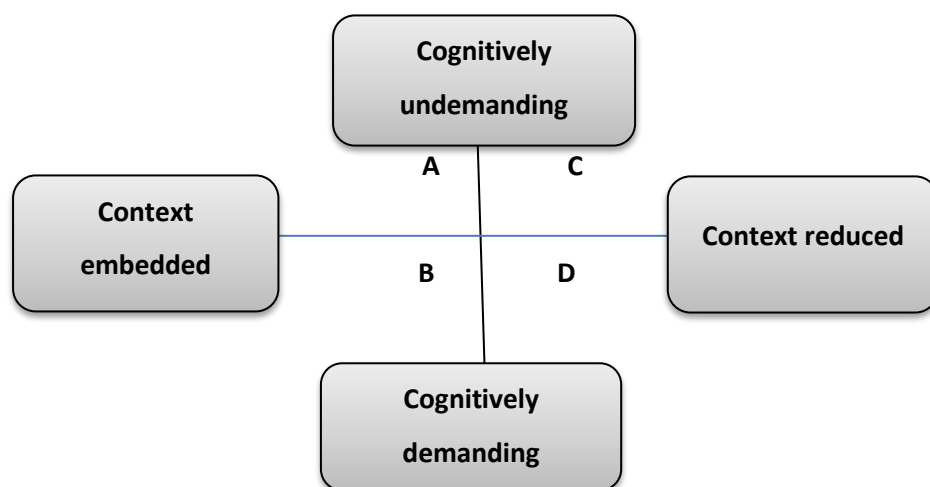 Cognitively
undemanding
A C
Context
embedded
Context reduced
B D
Cognitively
demanding